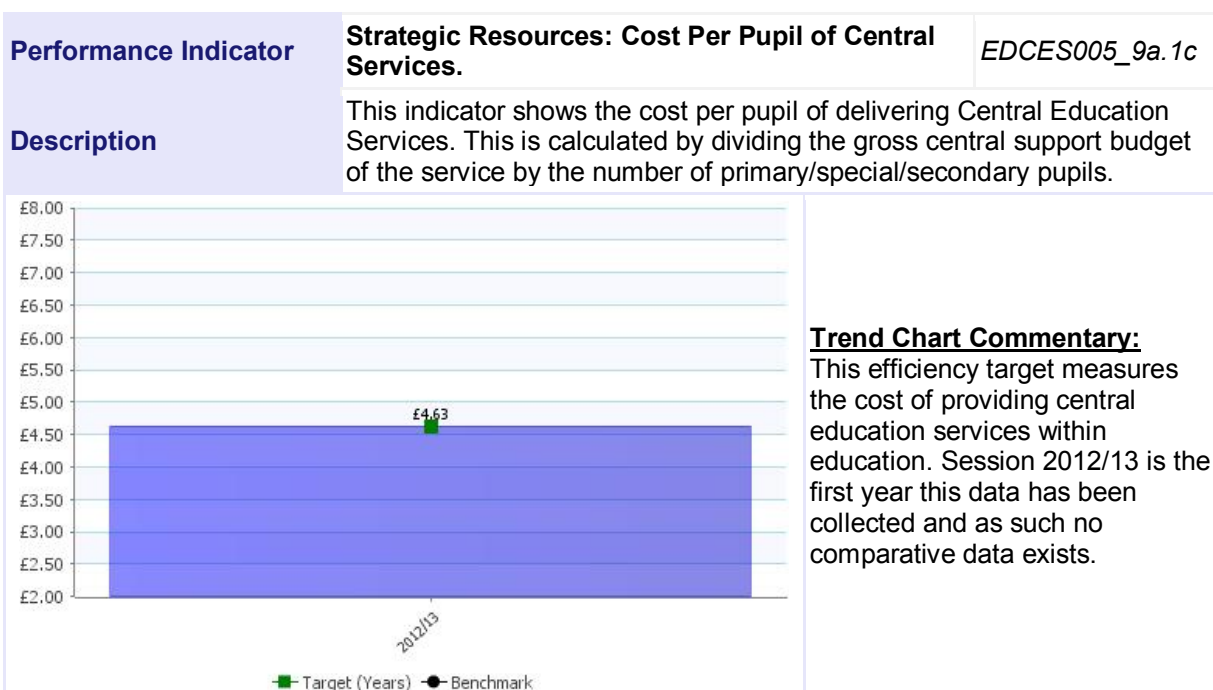 Performance Indicator
Strategic Resources: Cost Per Pupil of Central
Services.
EDCES005_9a.1c
Description
This indicator shows the cost per pupil of delivering Central Education
Services. This is calculated by dividing the gross central support budget
of the service by the number of primary/special/secondary pupils.
£8.00
£7.50
£7.00
£6.50
£6.00
£5.50
£5.00
£4.50
£4.00
£3.50
£3.00
£2.50
£2.00
£4.63
2012/13
Target (Years) Benchmark
Trend Chart Commentary:
This efficiency target measures
the cost of providing central
education services within
education. Session 2012/13 is the
first year this data has been
collected and as such no
comparative data exists.